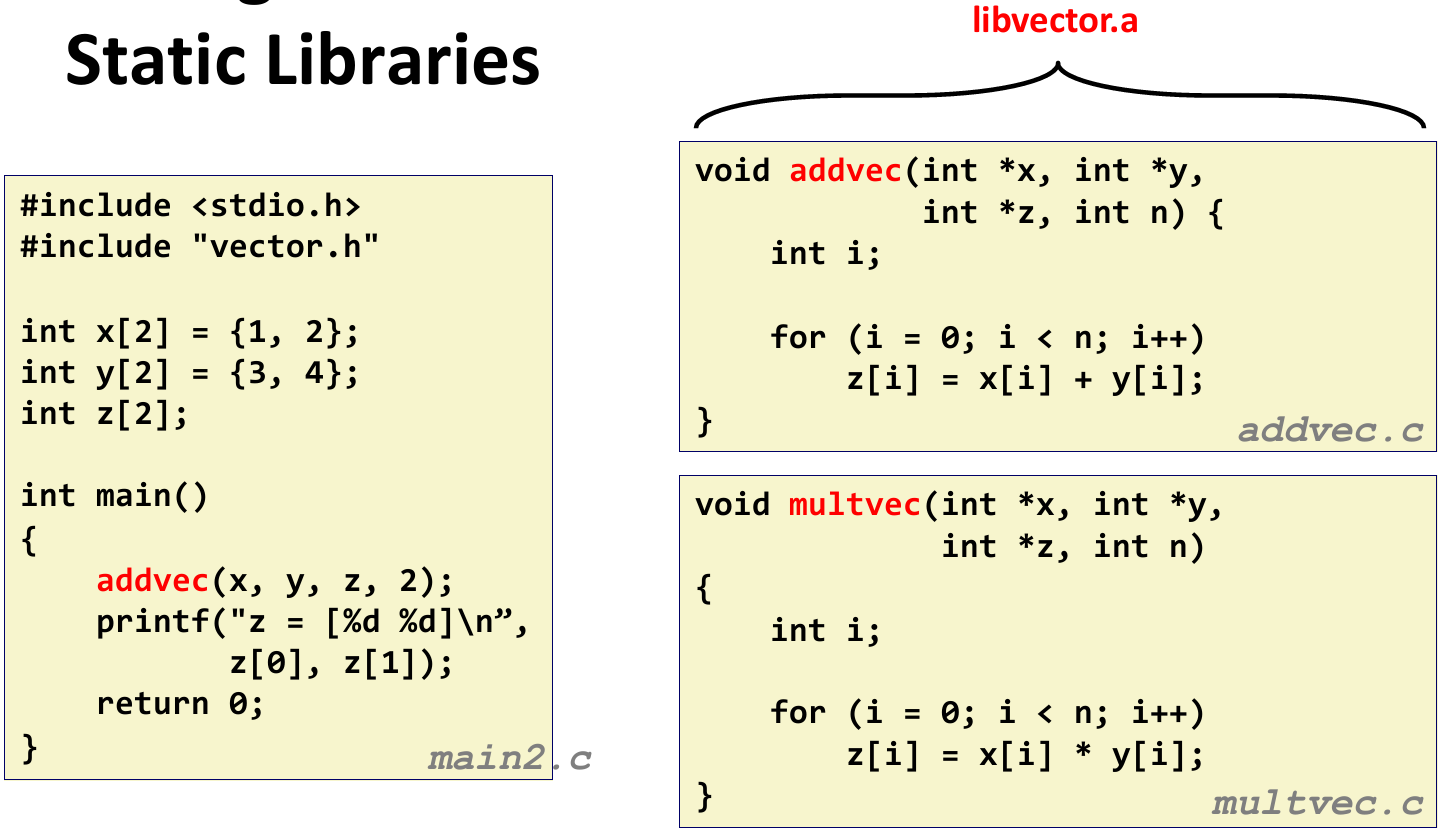 Static Libraries
#include <stdio.h>
#include "vector.h"
int x[2] = {1, 2};
int y[2] = {3, 4};
int z[2];
int main()
{
    addvec(x, y, z, 2);
    printf("z = [%d %d]\n”,
           z[0], z[1]);
    return 0;
}
main2.c
libvector.a
void addvec(int *x, int *y,
            int *z, int n) {
    int i;
    for (i = 0; i < n; i++)
        z[i] = x[i] + y[i];
}
addvec.c
void multvec(int *x, int *y,
             int *z, int n)
{
    int i;
    for (i = 0; i < n; i++)
        z[i] = x[i] * y[i];
}
multvec.c